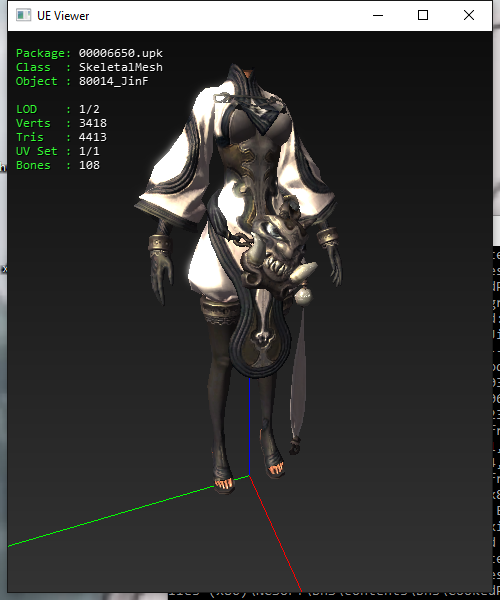 UE Viewer
Package: 00006650.upk
Class : SkeletalMesh
Object : 80014_JinF
LOD : 1/2
Verts : 3418
Tris : 4413
UV Set : 1/1
Bones : 108